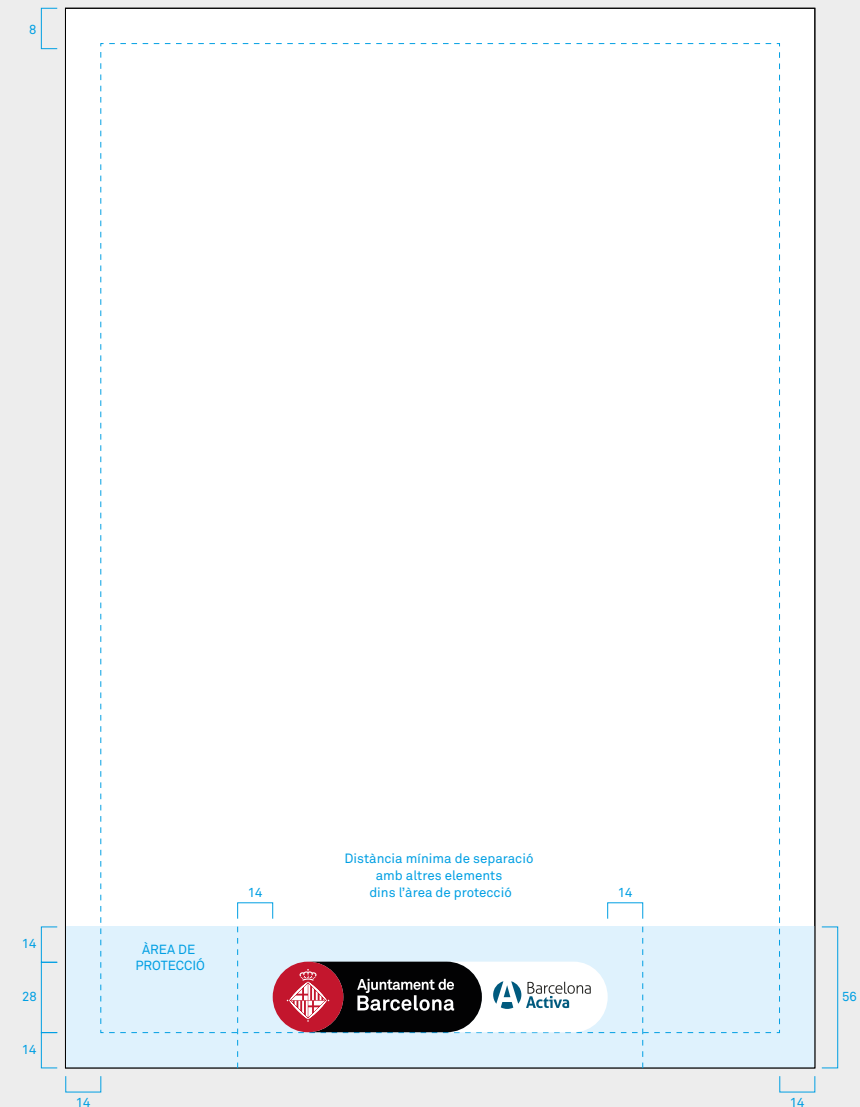 8
Distància mínima de separació
amb altres elements
dins l'àrea de protecció
14
14
14
ÀREA DE
PROTECCIÓ
28
Ajuntament de
Barcelona
Barcelona
Activa
56
14
14
14